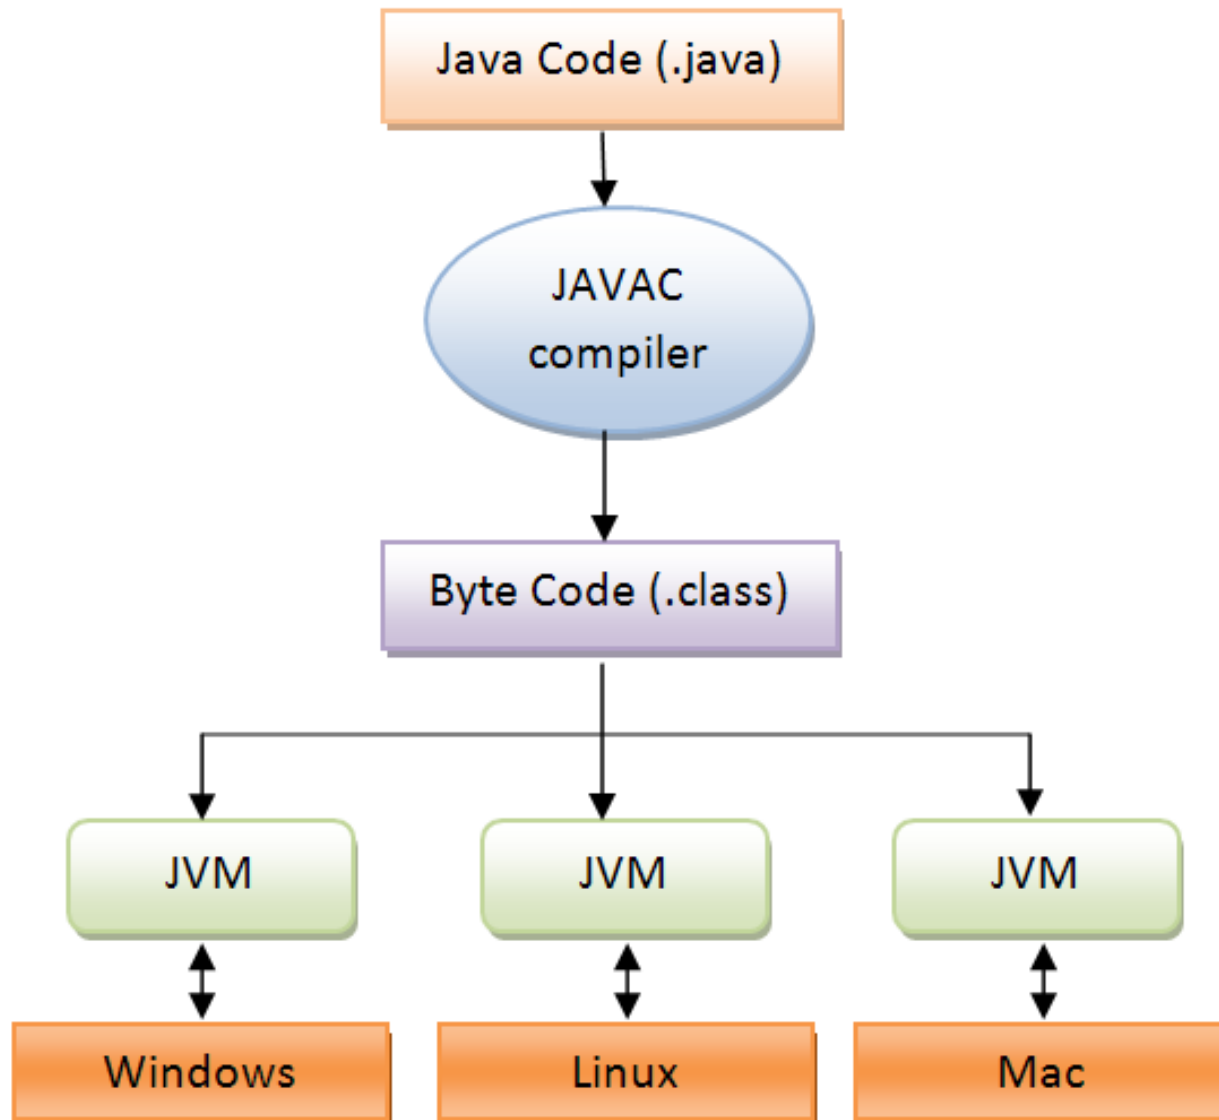 Java Code (.java)
JAVAC
compiler
Byte Code (.class)
JVM
JVM
JVM
Windows
Linux
Mac